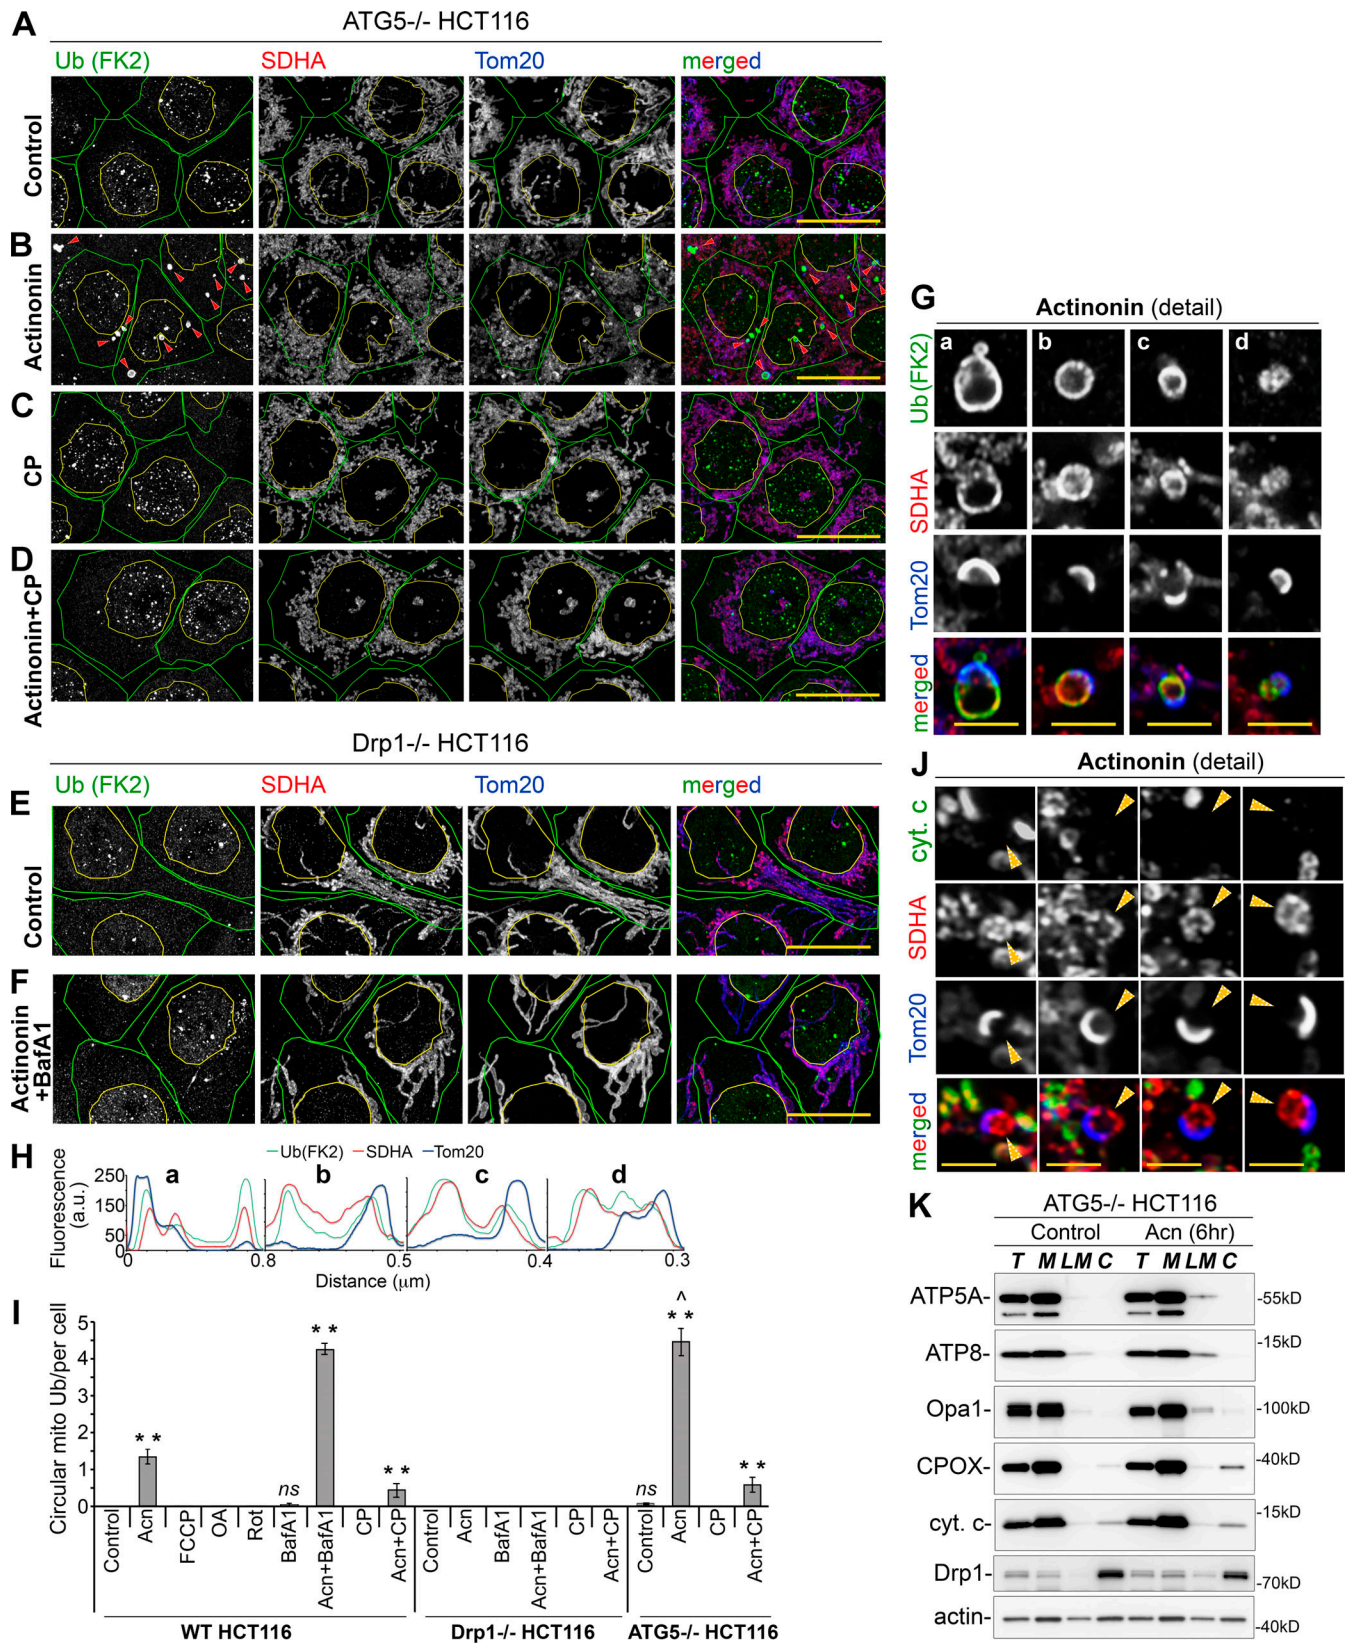 A
ATG5-/- HCT116
Ub (FK2) SDHA Tom20 merged
Control
B
Actinonin
C
CP
D
Actinonin+CP
Drp1-/- HCT116
Ub (FK2) SDHA Tom20 merged
E
Control
F
Actinonin
+BafA1
G
Actinonin (detail)
a b c d
Ub(FK2)
SDHA
Tom20
merged
H
Ub(FK2) SDHA Tom20
a b c d
Fluorescence
(a.u.)
250
150
50
0 0.8 0.5 0.4 0.3
Distance (μm)
I
Circular mito Ub/per cell
5
4
3
2
1
0
** ns ** ** ns ^ ** **
Control Acn FCCP OA Rot BafA1 Acn+BafA1 CP Acn+CP Control Acn BafA1 Acn+BafA1 CP Acn+CP Control Acn CP Acn+CP
WT HCT116 Drp1-/- HCT116 ATG5-/- HCT116
J
Actinonin (detail)
cyt. c
SDHA
Tom20
merged
K
ATG5-/- HCT116
Control Acn (6hr)
T M LM C T M LM C
ATP5A- -55kD
ATP8- -15kD
Opa1- -100kD
CPOX- -40kD
cyt. c- -15kD
Drp1- -70kD
actin- -40kD